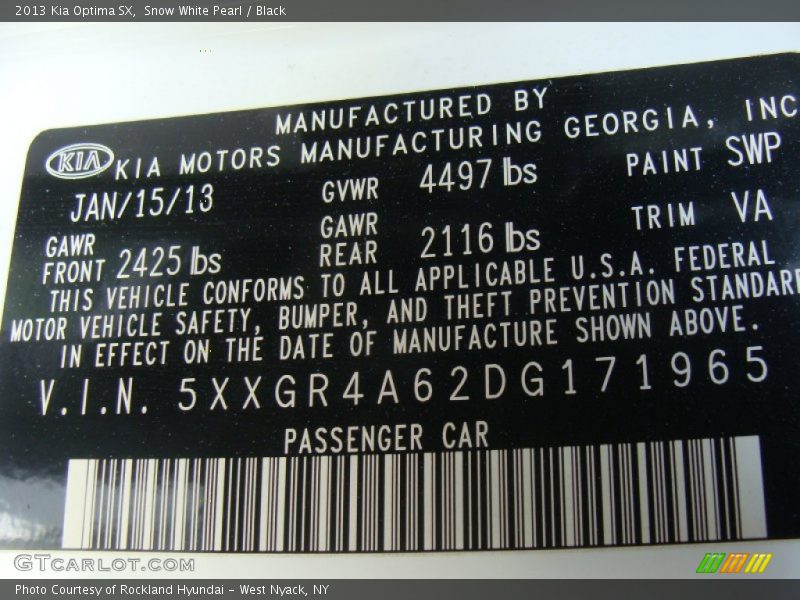 2013 Kia Optima SX,  Snow White Pearl / Black
MANUFACTURED BY
KIA KIA MOTORS MANUFACTURING GEORGIA, INC
JAN/15/13 GVWR 4497 lbs PAINT SWP
GAWR FRONT 2425 lbs GAWR REAR 2116 lbs TRIM VA
THIS VEHICLE CONFORMS TO ALL APPLICABLE U.S.A. FEDERAL
MOTOR VEHICLE SAFETY, BUMPER, AND THEFT PREVENTION STANDAR
IN EFFECT ON THE DATE OF MANUFACTURE SHOWN ABOVE.
V.I.N. 5XXGR4A62DG171965
PASSENGER CAR
GTCARLOT.COM
Photo Courtesy of Rockland Hyundai - West Nyack, NY